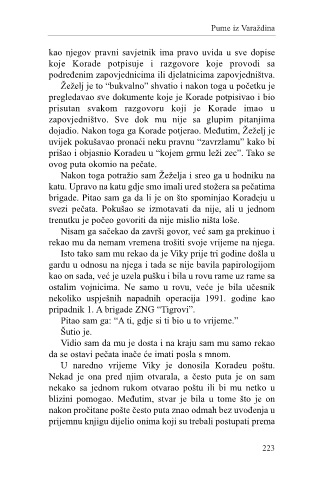 Pume iz Varaždina
kao njegov pravni savjetnik ima pravo uvida u sve dopise
koje Korade potpisuje i razgovore koje provodi sa
podređenim zapovjednicima ili djelatnicima zapovjedništva.
Žeželj je to “bukvalno” shvatio i nakon toga u početku je
pregledavao sve dokumente koje je Korade potpisivao i bio
prisutan svakom razgovoru koji je Korade imao u
zapovjedništvo. Sve dok mu nije sa glupim pitanjima
dojadio. Nakon toga ga Korade potjerao. Međutim, Žeželj je
uvijek pokušavao pronaći neku pravnu “zavrzlamu” kako bi
prišao i objasnio Koradeu u “kojem grmu leži zec”. Tako se
ovog puta okomio na pečate.
Nakon toga potražio sam Žeželja i sreo ga u hodniku na
katu. Upravo na katu gdje smo imali ured stožera sa pečatima
brigade. Pitao sam ga da li je on što spominjao Koradeju u
svezi pečata. Pokušao se izmotavati da nije, ali u jednom
trenutku je počeo govoriti da nije mislio ništa loše.
Nisam ga sačekao da završi govor, već sam ga prekinuo i
rekao mu da nemam vremena trošiti svoje vrijeme na njega.
Isto tako sam mu rekao da je Viky prije tri godine došla u
gardu u odnosu na njega i tada se nije bavila papirologijom
kao on sada, već je uzela pušku i bila u rovu rame uz rame sa
ostalim vojnicima. Ne samo u rovu, veće je bila učesnik
nekoliko uspješnih napadnih operacija 1991. godine kao
pripadnik 1. A brigade ZNG “Tigrovi”.
Pitao sam ga: “A ti, gdje si ti bio u to vrijeme.”
Šutio je.
Vidio sam da mu je dosta i na kraju sam mu samo rekao
da se ostavi pečata inače će imati posla s mnom.
U naredno vrijeme Viky je donosila Koradeu poštu.
Nekad je ona pred njim otvarala, a često puta je on sam
nekako sa jednom rukom otvarao poštu ili bi mu netko u
blizini pomogao. Međutim, stvar je bila u tome što je on
nakon pročitane pošte često puta znao odmah bez uvođenja u
prijemnu knjigu dijelio onima koji su trebali postupati prema
223